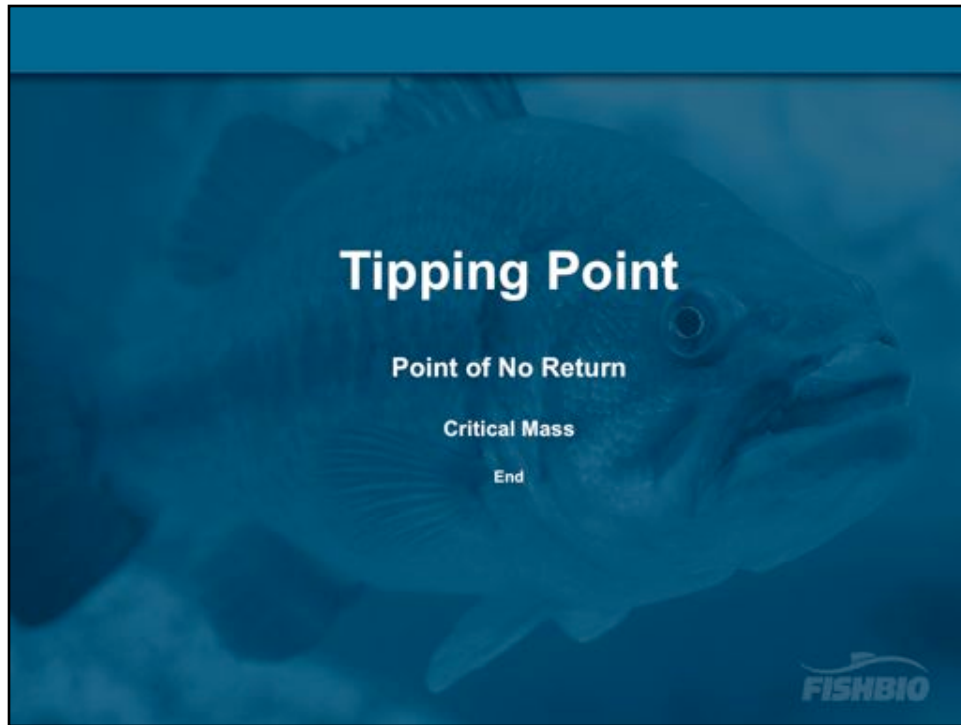 Tipping Point
Point of No Return
Critical Mass
End
FISHBIO